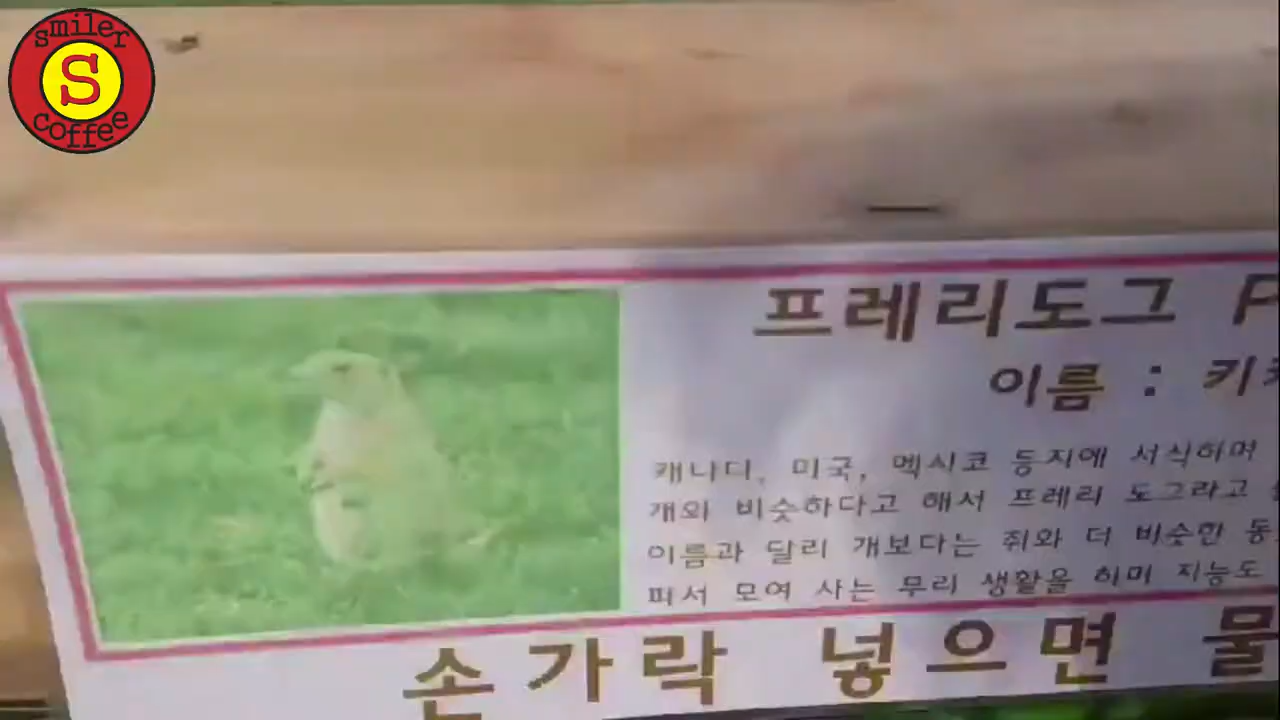 smiler
S
coffee
프레리도그 P
이름 : 키
캐나다, 미국, 멕시코 등지에 서식하며
개와 비슷하다고 해서 프레리 도그라고
이름과 달리 개보다는 쥐와 더 비슷한 동
퍼서 모여 사는 무리 생활을 하며 지능도
손가락 넣으면 물